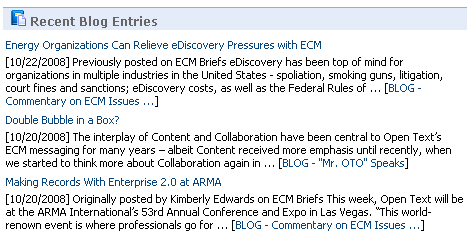 Recent Blog Entries
Energy Organizations Can Relieve eDiscovery Pressures with ECM
[10/22/2008] Previously posted on ECM Briefs eDiscovery has been top of mind for
organizations in multiple industries in the United States - spoliation, smoking guns, litigation,
court fines and sanctions; eDiscovery costs, as well as the Federal Rules of ... [BLOG -
Commentary on ECM Issues ...]
Double Bubble in a Box?
[10/20/2008] The interplay of Content and Collaboration have been central to Open Text's
ECM messaging for many years – albeit Content received more emphasis until recently, when
we started to think more about Collaboration again in ... [BLOG - "Mr. OTO" Speaks]
Making Records With Enterprise 2.0 at ARMA
[10/20/2008] Originally posted by Kimberly Edwards on ECM Briefs This week, Open Text will
be at the ARMA International's 53rd Annual Conference and Expo in Las Vegas. "This world-
renown event is where professionals go for ... [BLOG - Commentary on ECM Issues ...]